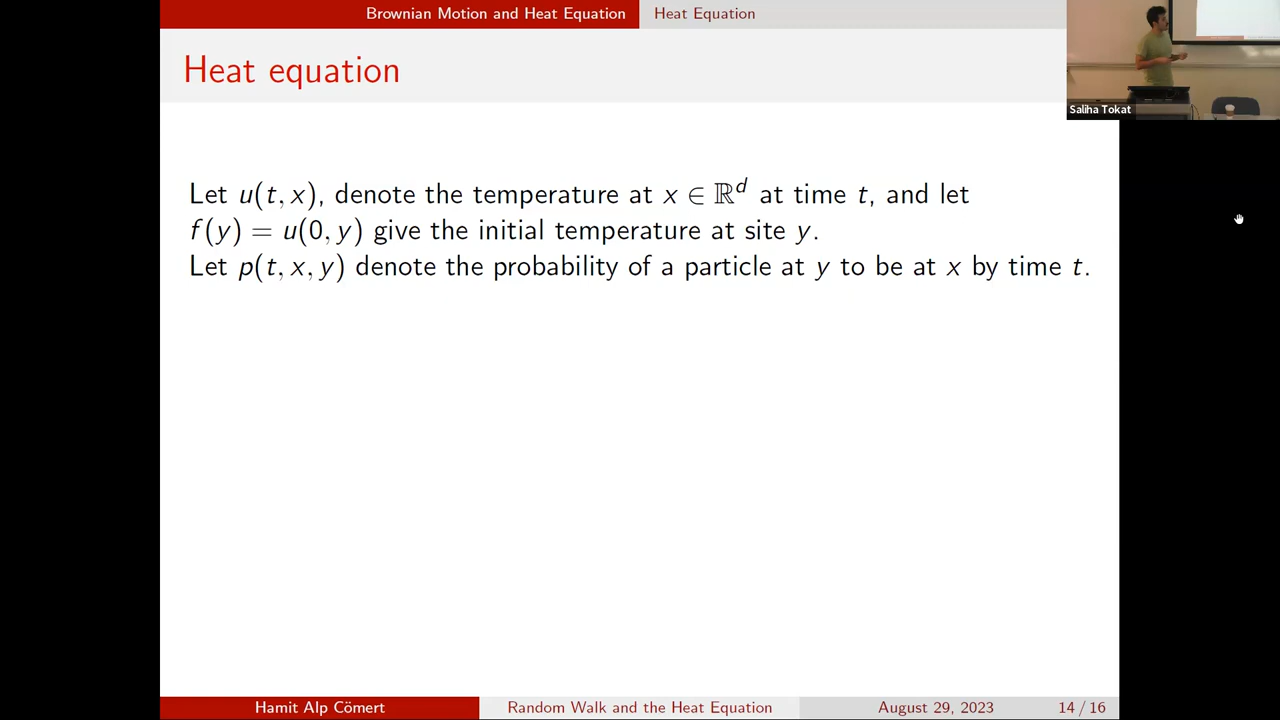 Brownian Motion and Heat Equation Heat Equation
Heat equation
Saliha Tokat
Let u(t, x), denote the temperature at x ∈ ℝᵈ at time t, and let
f(y) = u(0, y) give the initial temperature at site y.
Let p(t, x, y) denote the probability of a particle at y to be at x by time t.
Hamit Alp Cömert Random Walk and the Heat Equation August 29, 2023 14 / 16